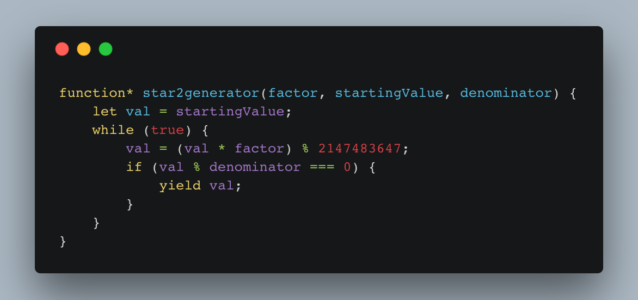 function* star2generator(factor, startingValue, denominator) {
    let val = startingValue;
    while (true) {
        val = (val * factor) % 2147483647;
        if (val % denominator === 0) {
            yield val;
        }
    }
}